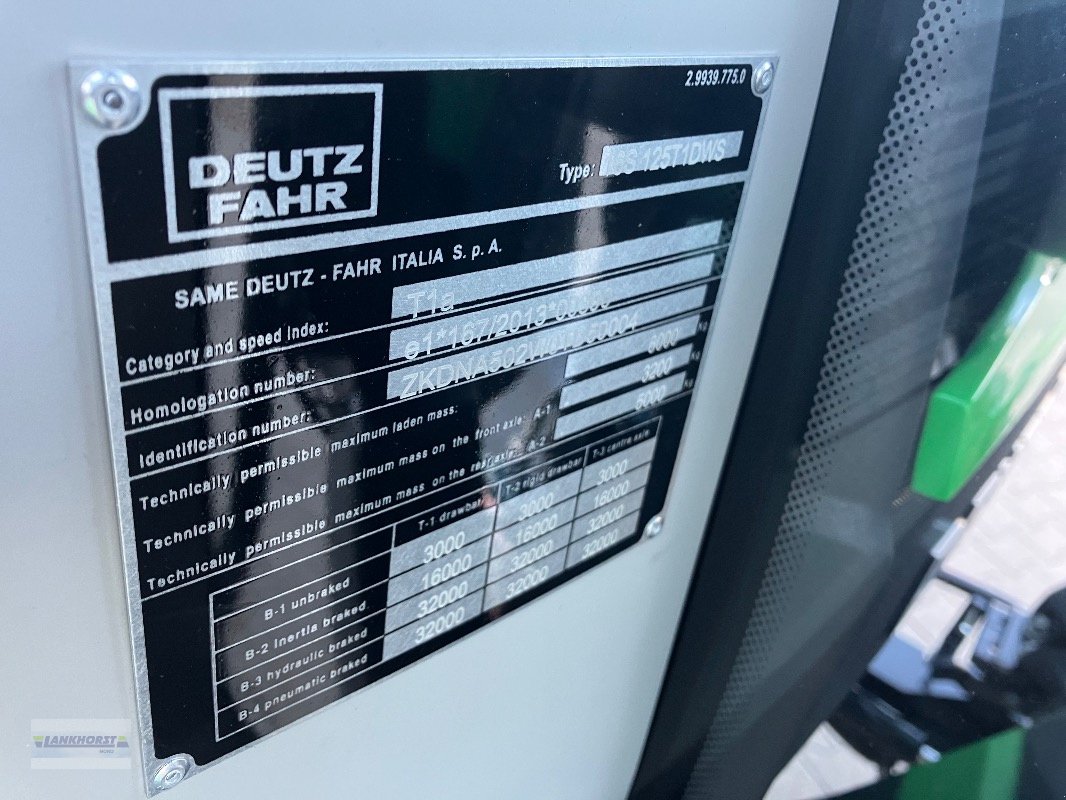 2.9939.775.0
DEUTZ
FAHR
Type: 125T1DWS
SAME DEUTZ - FAHR ITALIA S. p. A.
Category and speed index: T1a
Homologation number:
Identification number:
Technically permissible maximum laden mass: kg
Technically permissible maximum mass on the front axle: A-1 3200 kg
Technically permissible maximum mass on the rear axle: A-2 5000 kg
T-1 drawbar T-2 rigid drawbar T-3 centre axle
B-1 unbraked 3000 3000 3000
B-2 inertia braked 16000 16000 16000
B-3 hydraulic braked 32000 32000 32000
B-4 pneumatic braked 32000 32000 32000
LANKHORST